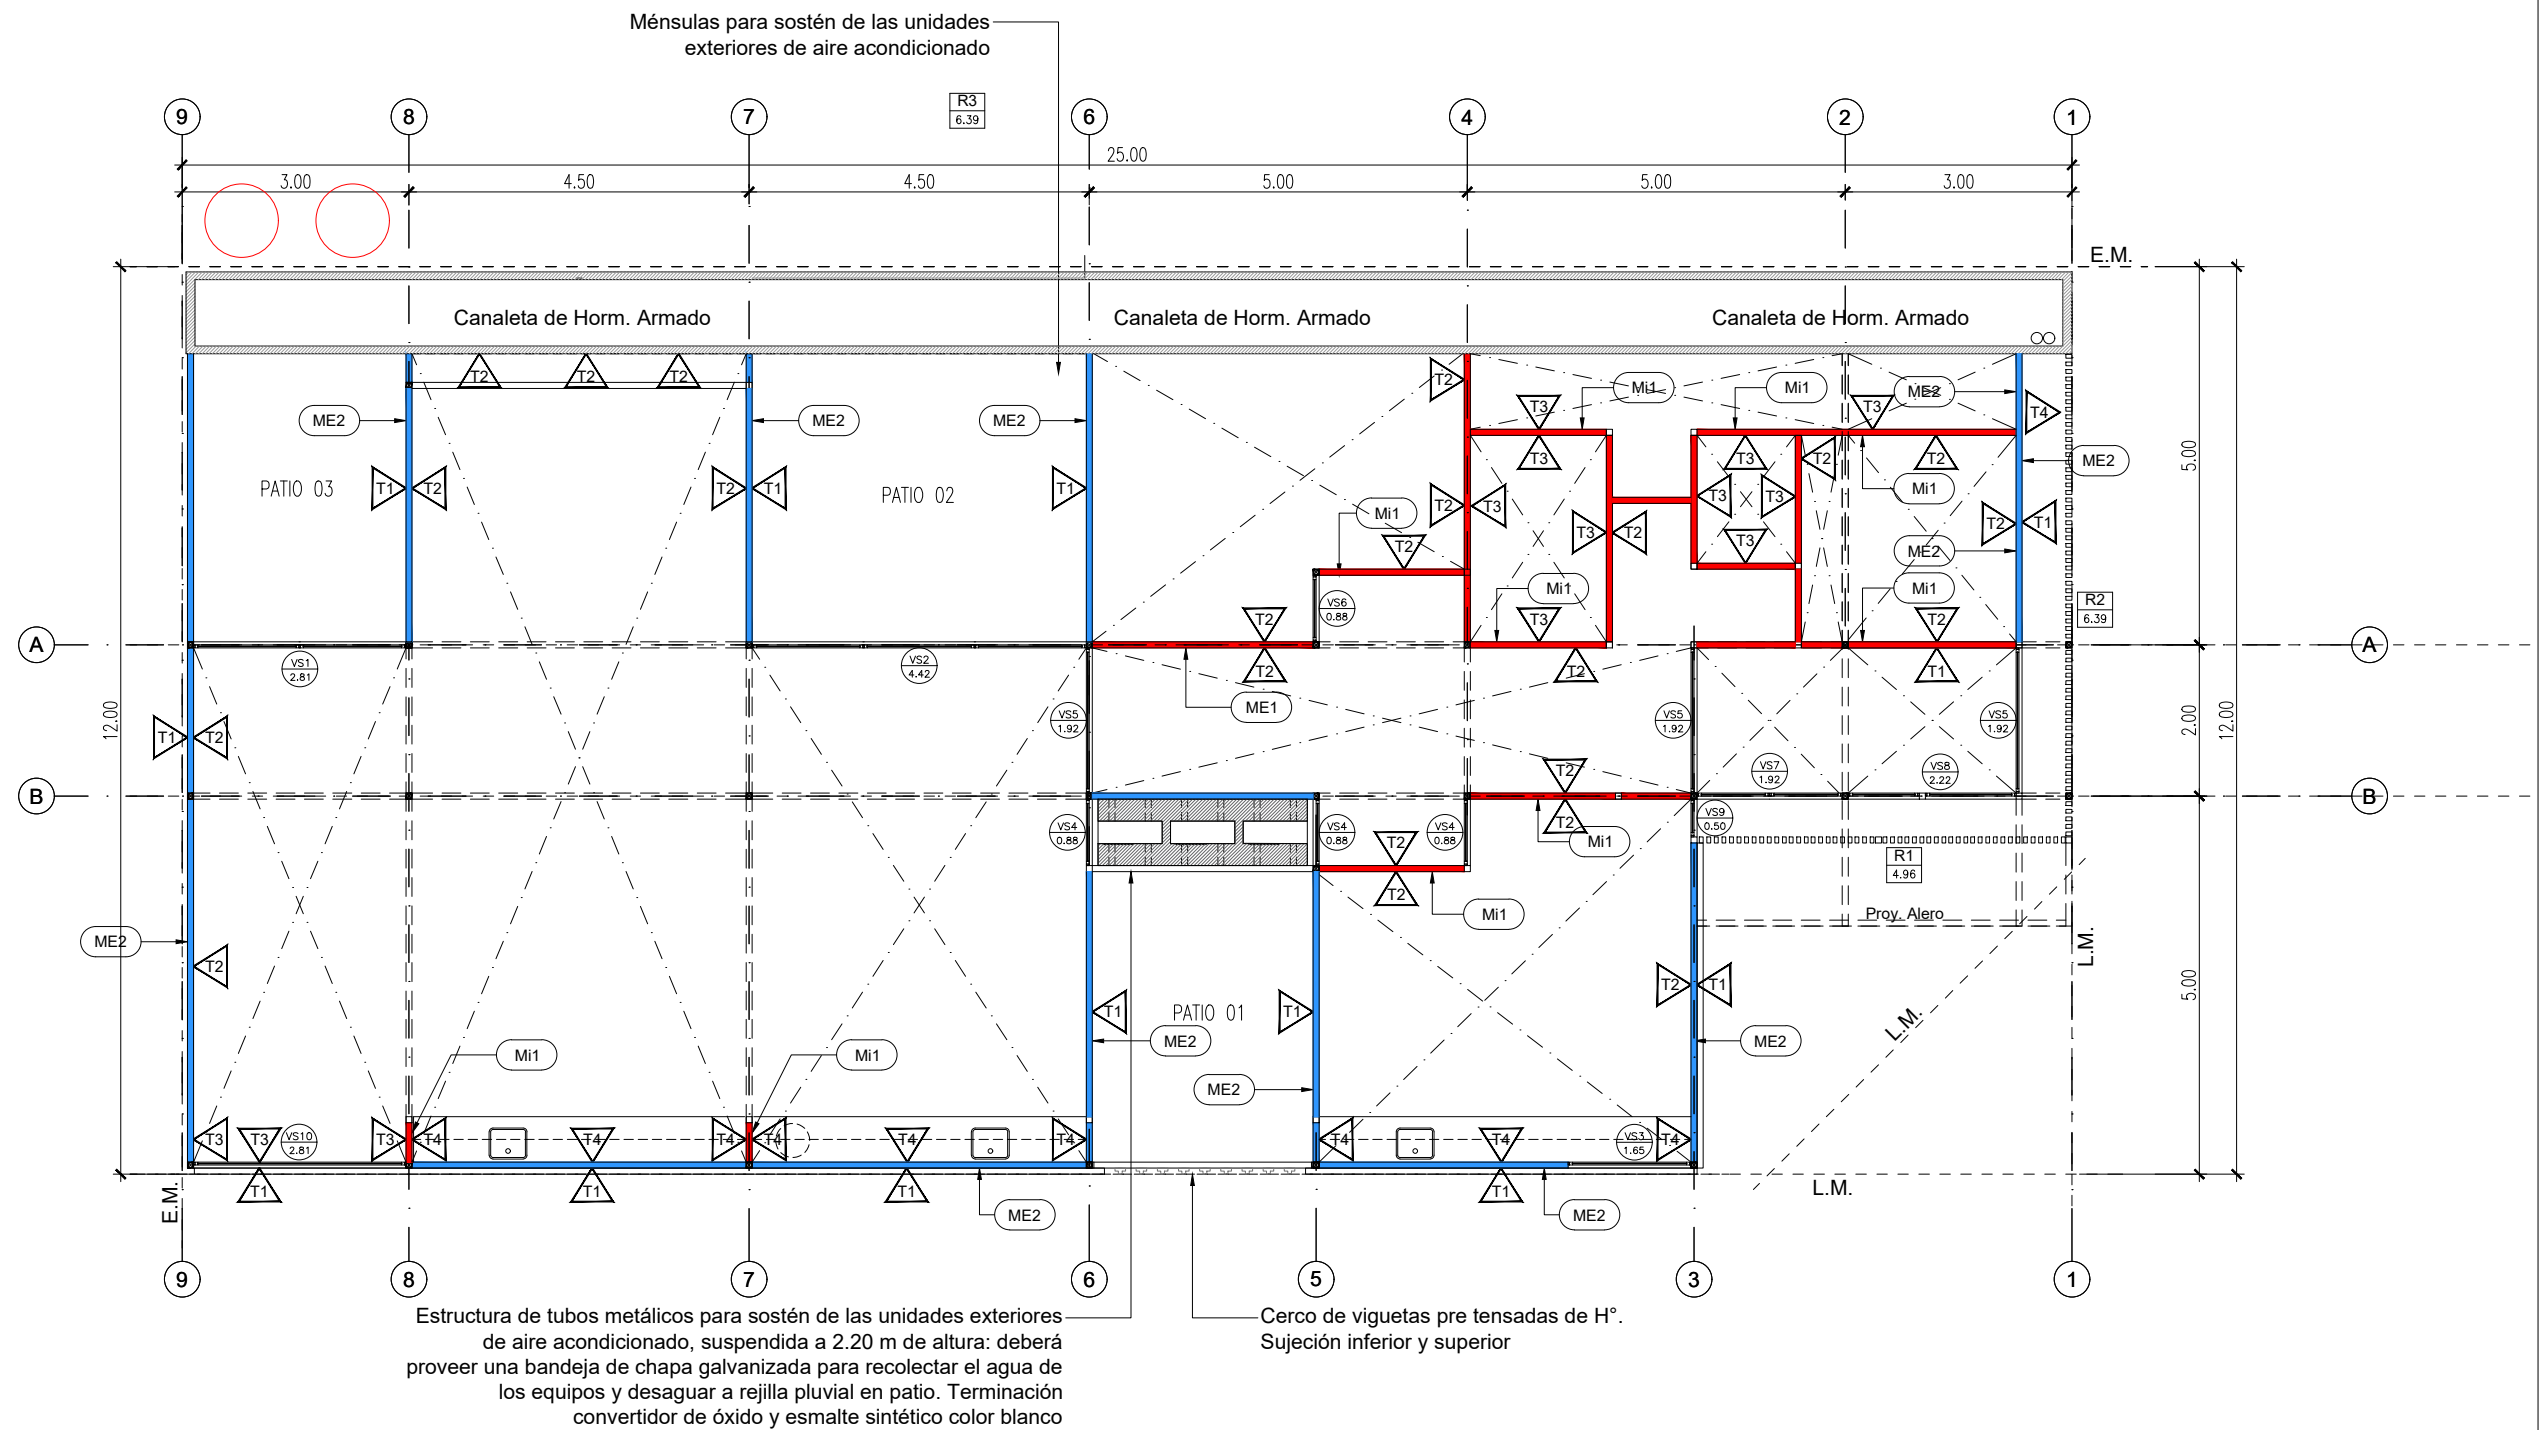 Ménsulas para sostén de las unidades
exteriores de aire acondicionado
R3
6.39
9
8
7
6
4
2
1
25.00
3.00
4.50
4.50
5.00
5.00
3.00
E.M.
Canaleta de Horm. Armado
Canaleta de Horm. Armado
Canaleta de Horm. Armado
T2
T2
T2
T2
Mi1
Mi1
ME2
ME2
ME2
ME2
T3
T3
T4
T3
T3
T2
T2
ME2
5.00
PATIO 03
T1
T2
T2
T1
PATIO 02
T1
T2
T3
T3
T3
Mi1
Mi1
T3
T2
T2
T1
T2
T3
ME2
Mi1
Mi1
VS6
0.88
R2
6.39
T2
T3
T2
A
A
VS1
2.81
VS2
4.42
T2
T2
T1
ME1
12.00
T1
T2
VS5
1.92
VS5
1.92
VS5
1.92
2.00
12.00
VS7
1.92
VS8
2.22
T2
B
B
VS4
0.88
VS4
0.88
VS4
0.88
T2
T2
Mi1
VS9
0.50
R1
4.96
T2
Mi1
Proy. Alero
ME2
T2
L.M.
T2
T1
5.00
T1
PATIO 01
T1
L.M.
Mi1
Mi1
ME2
ME2
ME2
T3
T3
VS10
2.81
T3
T4
T4
T4
T4
T4
T4
T4
T4
VS3
1.65
T4
T1
T1
T1
T1
E.M.
L.M.
ME2
ME2
9
8
7
6
5
3
1
Estructura de tubos metálicos para sostén de las unidades exteriores
de aire acondicionado, suspendida a 2.20 m de altura: deberá
proveer una bandeja de chapa galvanizada para recolectar el agua de
los equipos y desaguar a rejilla pluvial en patio. Terminación
convertidor de óxido y esmalte sintético color blanco
Cerco de viguetas pre tensadas de H°.
Sujeción inferior y superior